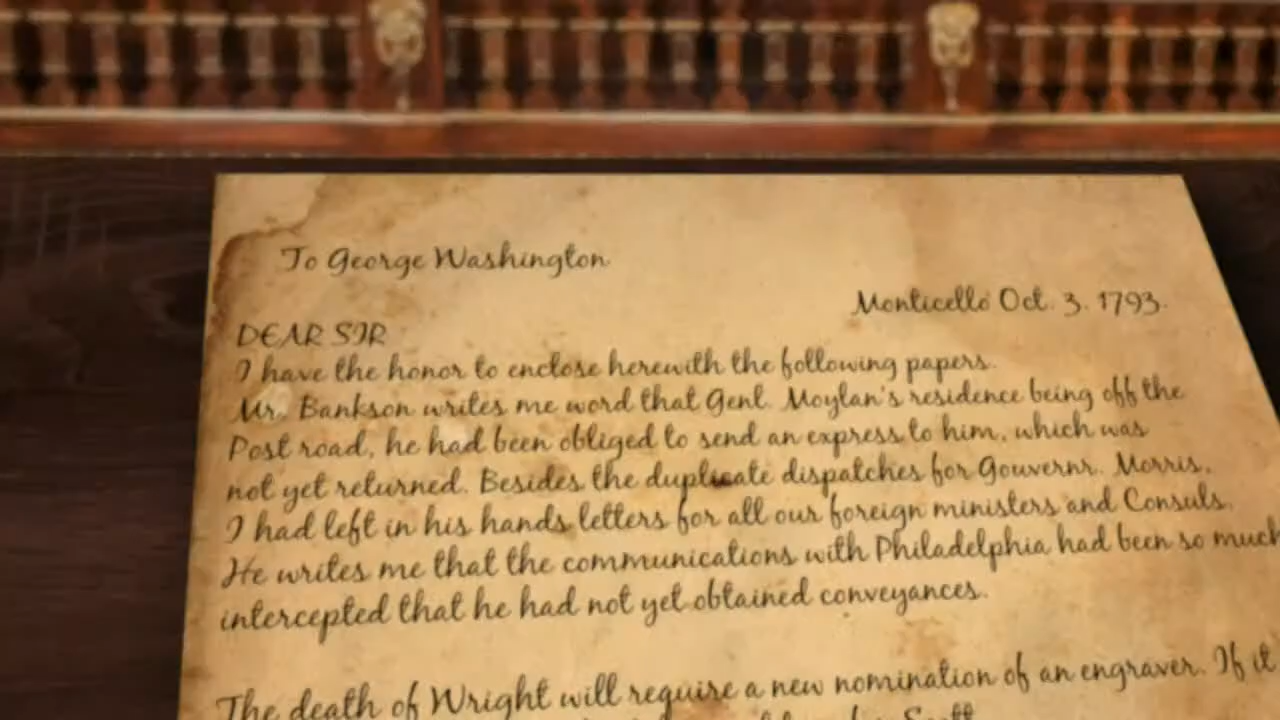 To George Washington
Monticello Oct. 3. 1793.
DEAR SIR
I have the honor to enclose herewith the following papers.
Mr. Bankson writes me word that Genl. Moylan's residence being off the
Post road, he had been obliged to send an express to him, which was
not yet returned. Besides the duplicate dispatches for Gouvernr. Morris,
I had left in his hands letters for all our foreign ministers and Consuls.
He writes me that the communications with Philadelphia had been so much
intercepted that he had not yet obtained conveyances.
The death of Wright will require a new nomination of an engraver. If it
Scott